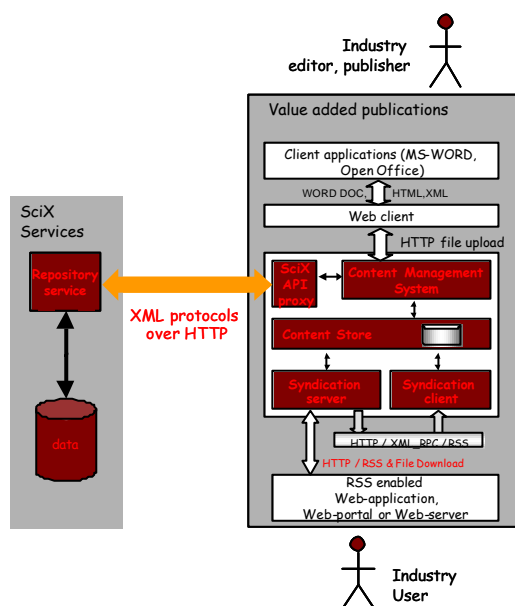 Industry
editor, publisher
Value added publications
Client applications (MS-WORD,
Open Office)
WORD DOC, HTML,XML
Web client
HTTP file upload
SciX
Services
Repository
service
data
XML protocols
over HTTP
SciX
API
proxy
Content Management
System
Content Store
Syndication
server
Syndication
client
HTTP / XML_RPC / RSS
HTTP / RSS & File Download
RSS enabled
Web-application,
Web-portal or Web-server
Industry
User